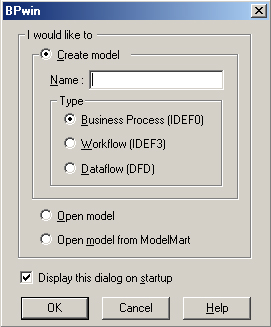 BPwin
I would like to
Create model
Name :
Type
Business Process (IDEF0)
Workflow (IDEF3)
Dataflow (DFD)
Open model
Open model from ModelMart
Display this dialog on startup
OK Cancel Help